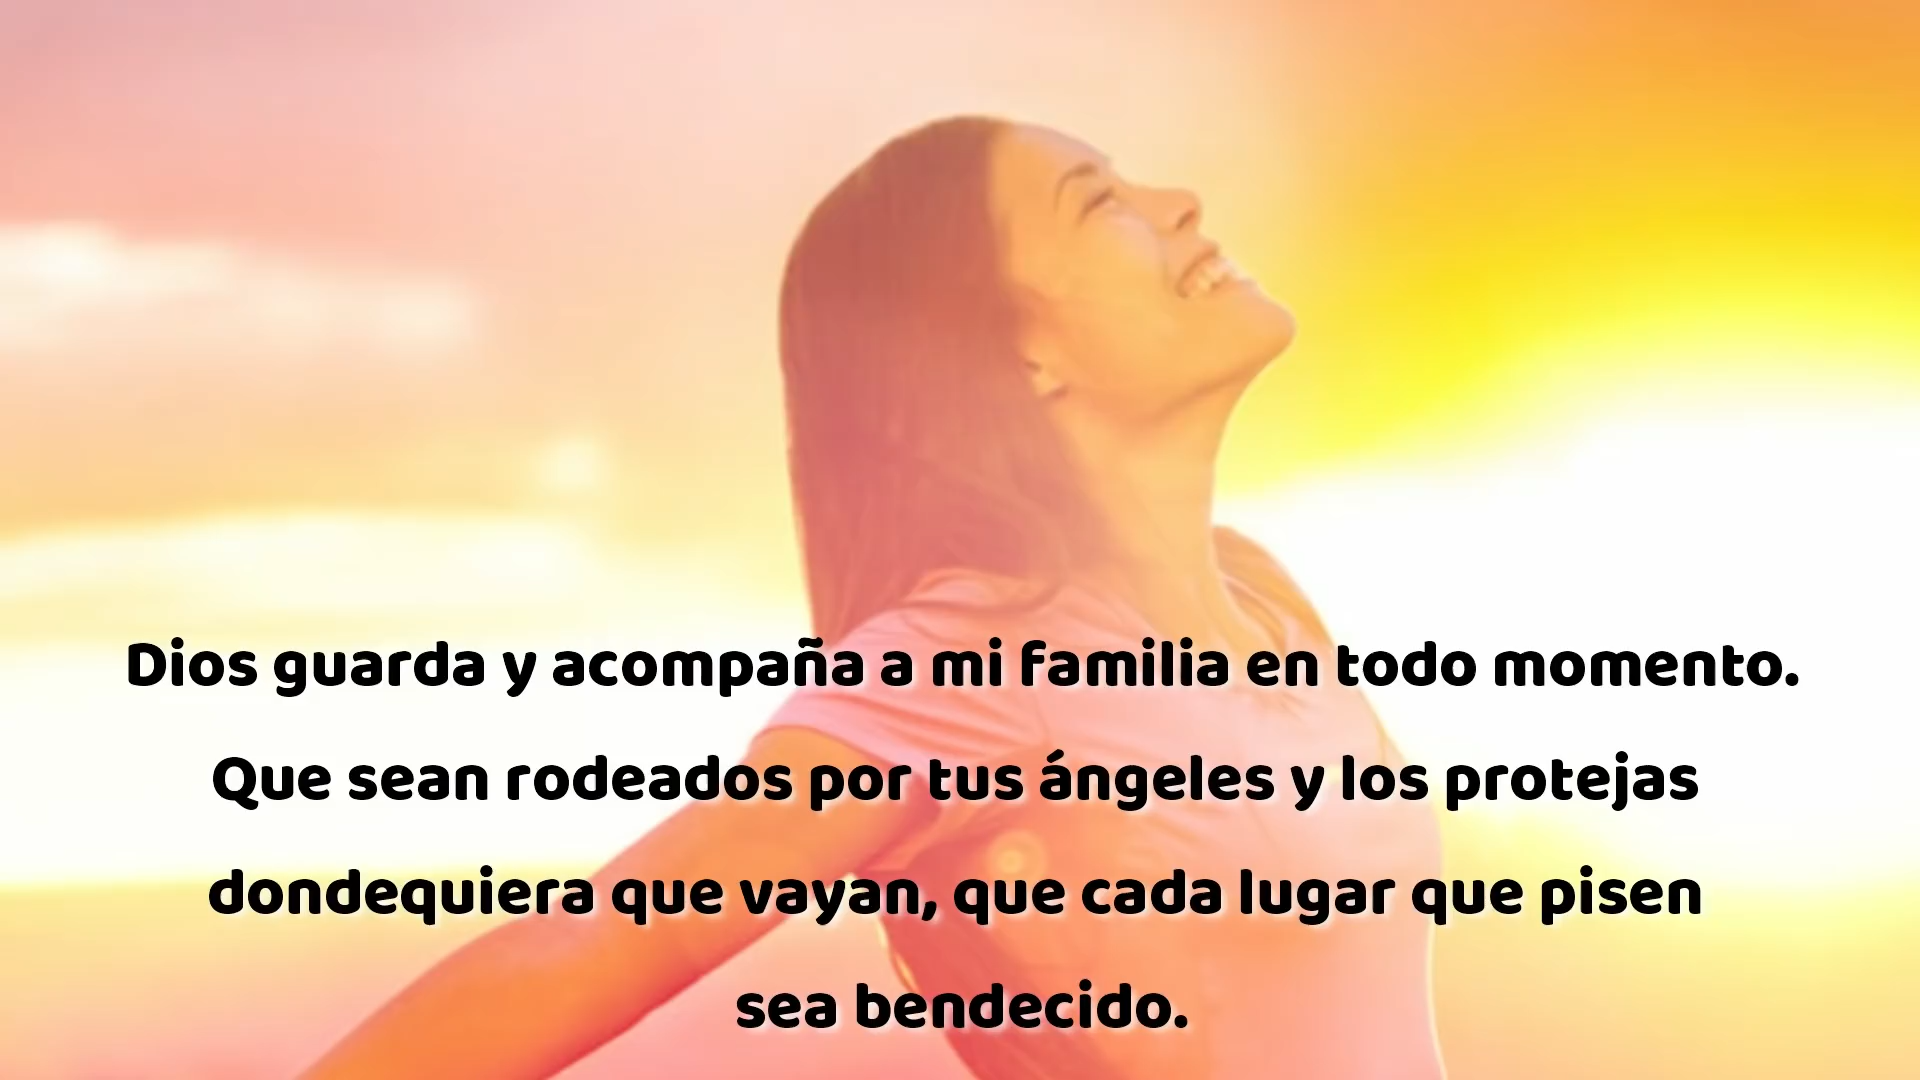 Dios guarda y acompaña a mi familia en todo momento.
Que sean rodeados por tus ángeles y los protejas
dondequiera que vayan, que cada lugar que pisen
sea bendecido.